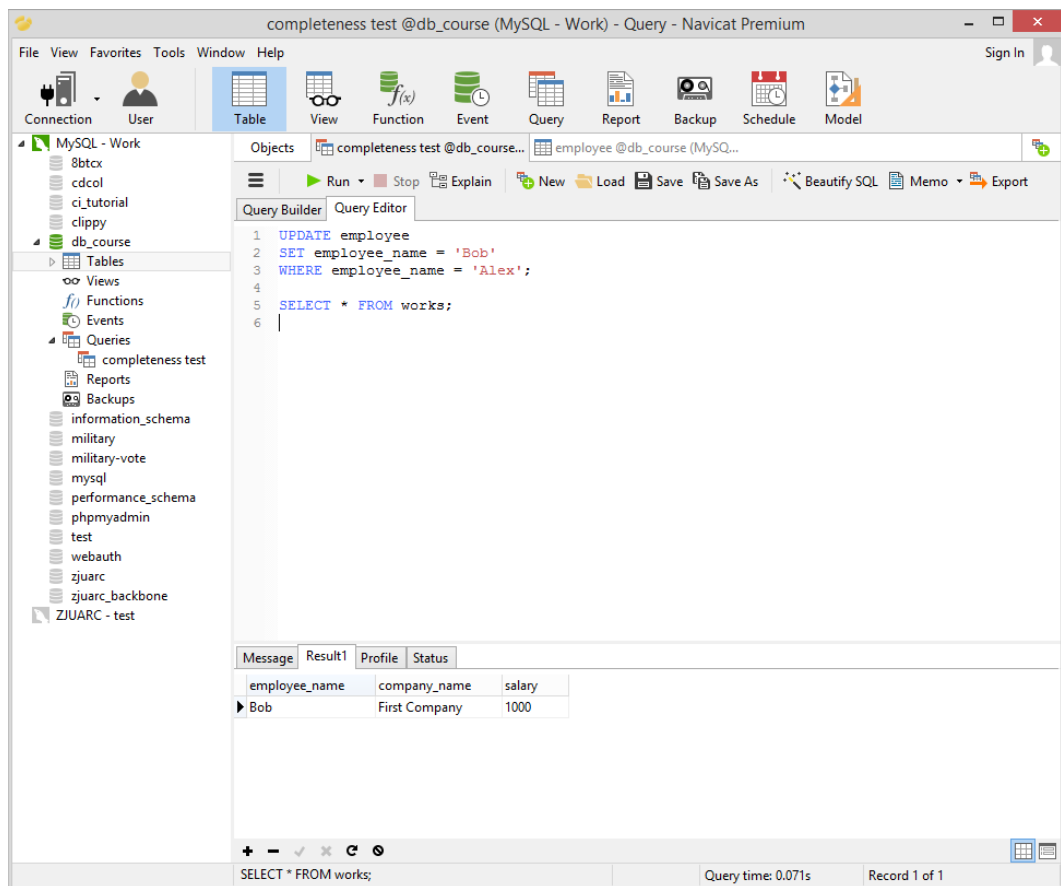 completeness test @db_course (MySQL - Work) - Query - Navicat Premium
File View Favorites Tools Window Help
Sign In
Connection User Table View Function Event Query Report Backup Schedule Model
f(x)
MySQL - Work
8btcx
cdcol
ci_tutorial
clippy
db_course
Tables
Views
f() Functions
Events
Queries
completeness test
Reports
Backups
information_schema
military
military-vote
mysql
performance_schema
phpmyadmin
test
webauth
zjuarc
zjuarc_backbone
ZJUARC - test
Objects completeness test @db_course... employee @db_course (MySQ...
Run Stop Explain New Load Save Save As Beautify SQL Memo Export
Query Builder Query Editor
1 UPDATE employee
2 SET employee_name = 'Bob'
3 WHERE employee_name = 'Alex';
4
5 SELECT * FROM works;
6
Message Result1 Profile Status
employee_name company_name salary
Bob First Company 1000
SELECT * FROM works; Query time: 0.071s Record 1 of 1